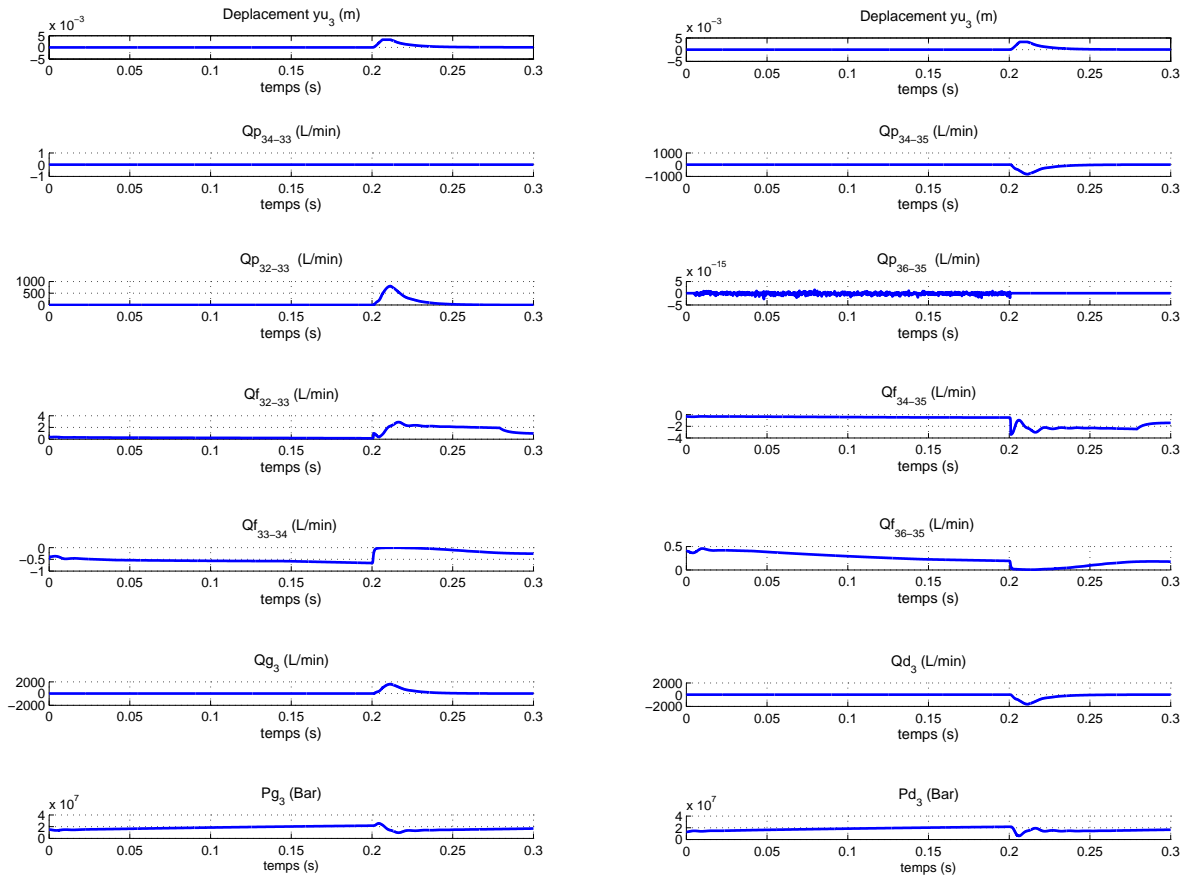 Deplacement yu3 (m)
x 10−3
5
0
−5
0 0.05 0.1 0.15 0.2 0.25 0.3
temps (s)
Qp34−33 (L/min)
1
0
−1
0 0.05 0.1 0.15 0.2 0.25 0.3
temps (s)
Qp32−33 (L/min)
1000
500
0
0 0.05 0.1 0.15 0.2 0.25 0.3
temps (s)
Qf32−33 (L/min)
4
2
0
0 0.05 0.1 0.15 0.2 0.25 0.3
temps (s)
Qf33−34 (L/min)
0
−0.5
−1
0 0.05 0.1 0.15 0.2 0.25 0.3
temps (s)
Qg3 (L/min)
2000
0
−2000
0 0.05 0.1 0.15 0.2 0.25 0.3
temps (s)
Pg3 (Bar)
x 107
4
2
0
0 0.05 0.1 0.15 0.2 0.25 0.3
temps (s)
Deplacement yu3 (m)
x 10−3
5
0
−5
0 0.05 0.1 0.15 0.2 0.25 0.3
temps (s)
Qp34−35 (L/min)
1000
0
−1000
0 0.05 0.1 0.15 0.2 0.25 0.3
temps (s)
Qp36−35 (L/min)
x 10−15
5
0
−5
0 0.05 0.1 0.15 0.2 0.25 0.3
temps (s)
Qf34−35 (L/min)
0
−2
−4
0 0.05 0.1 0.15 0.2 0.25 0.3
temps (s)
Qf36−35 (L/min)
0.5
0
0 0.05 0.1 0.15 0.2 0.25 0.3
temps (s)
Qd3 (L/min)
2000
0
−2000
0 0.05 0.1 0.15 0.2 0.25 0.3
temps (s)
Pd3 (Bar)
x 107
4
2
0
0 0.05 0.1 0.15 0.2 0.25 0.3
temps (s)